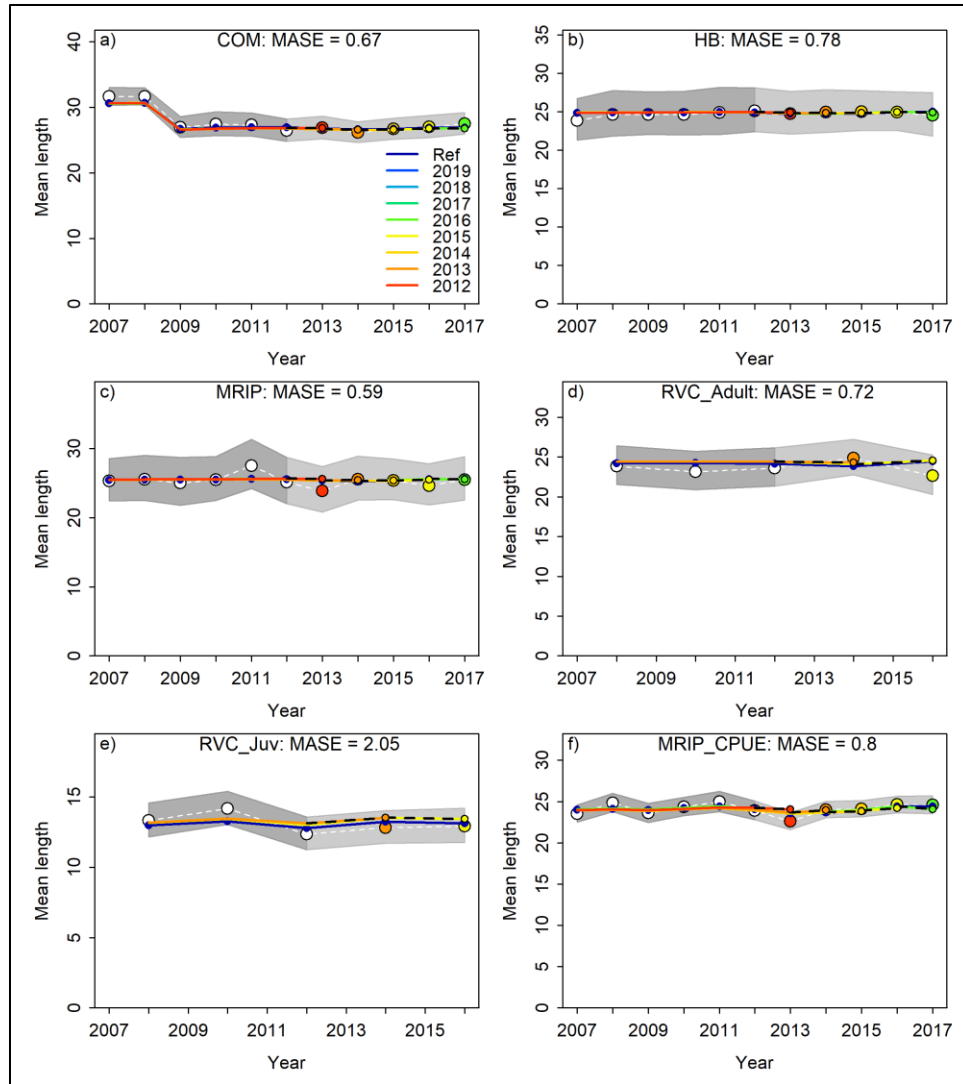 a) COM: MASE = 0.67
Mean length
40
30
20
10
0
Ref
2019
2018
2017
2016
2015
2014
2013
2012
2007 2009 2011 2013 2015 2017
Year
b) HB: MASE = 0.78
Mean length
35
30
25
20
15
10
5
0
2007 2009 2011 2013 2015 2017
Year
c) MRIP: MASE = 0.59
Mean length
30
20
10
0
2007 2009 2011 2013 2015 2017
Year
d) RVC_Adult: MASE = 0.72
Mean length
30
25
20
15
10
5
0
2007 2009 2011 2013 2015
Year
e) RVC_Juv: MASE = 2.05
Mean length
15
10
5
0
2007 2009 2011 2013 2015
Year
f) MRIP_CPUE: MASE = 0.8
Mean length
30
25
20
15
10
5
0
2007 2009 2011 2013 2015 2017
Year